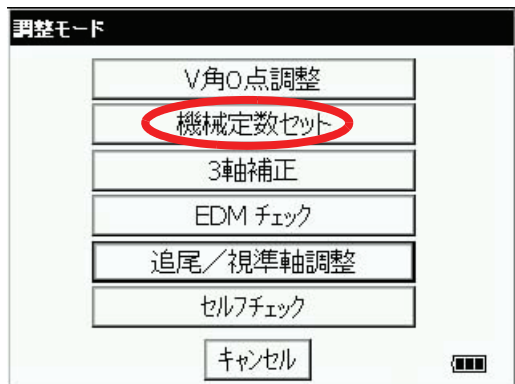 調整モード
V角0点調整
機械定数セット
3軸補正
EDM チェック
追尾／視準軸調整
セルフチェック
キャンセル